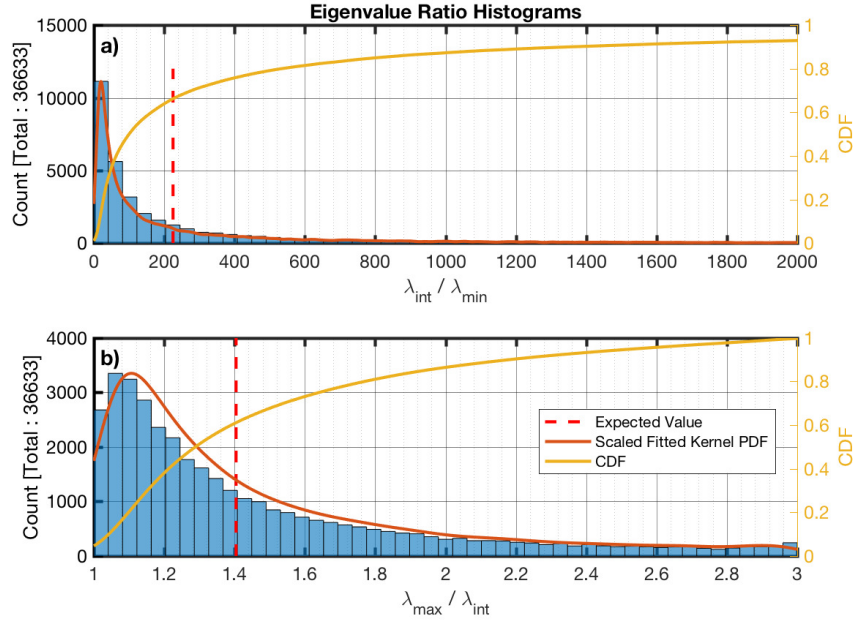 Eigenvalue Ratio Histograms
a)
15000
10000
5000
0
Count [Total : 36633]
1
0.8
0.6
0.4
0.2
0
CDF
0 200 400 600 800 1000 1200 1400 1600 1800 2000
λint / λmin
b)
4000
3000
2000
1000
0
Count [Total : 36633]
1
0.8
0.6
0.4
0.2
0
CDF
Expected Value
Scaled Fitted Kernel PDF
CDF
1 1.2 1.4 1.6 1.8 2 2.2 2.4 2.6 2.8 3
λmax / λint